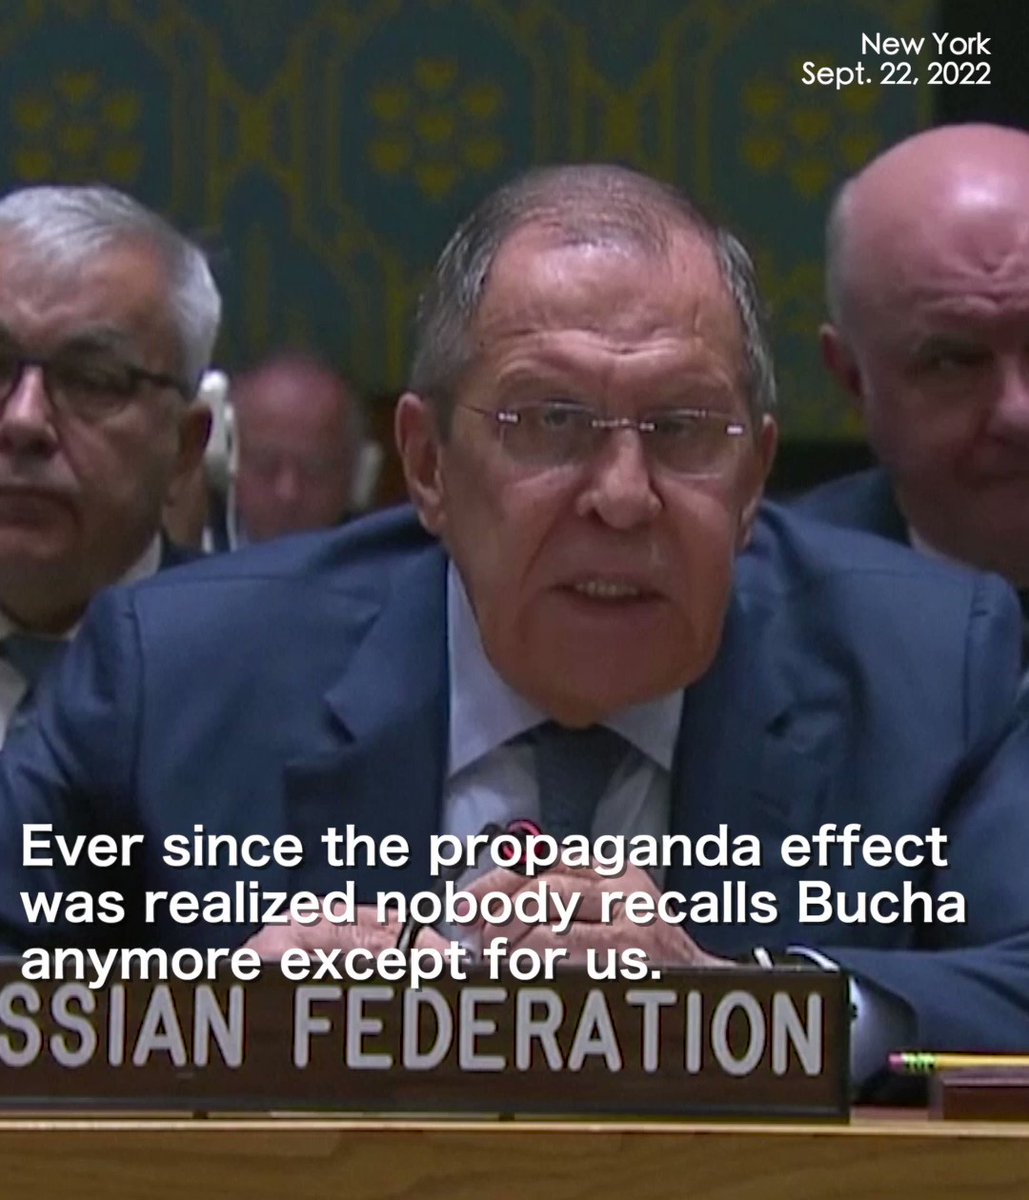 New York
Sept. 22, 2022
Ever since the propaganda effect
was realized nobody recalls Bucha
anymore except for us.
SSIAN FEDERATION